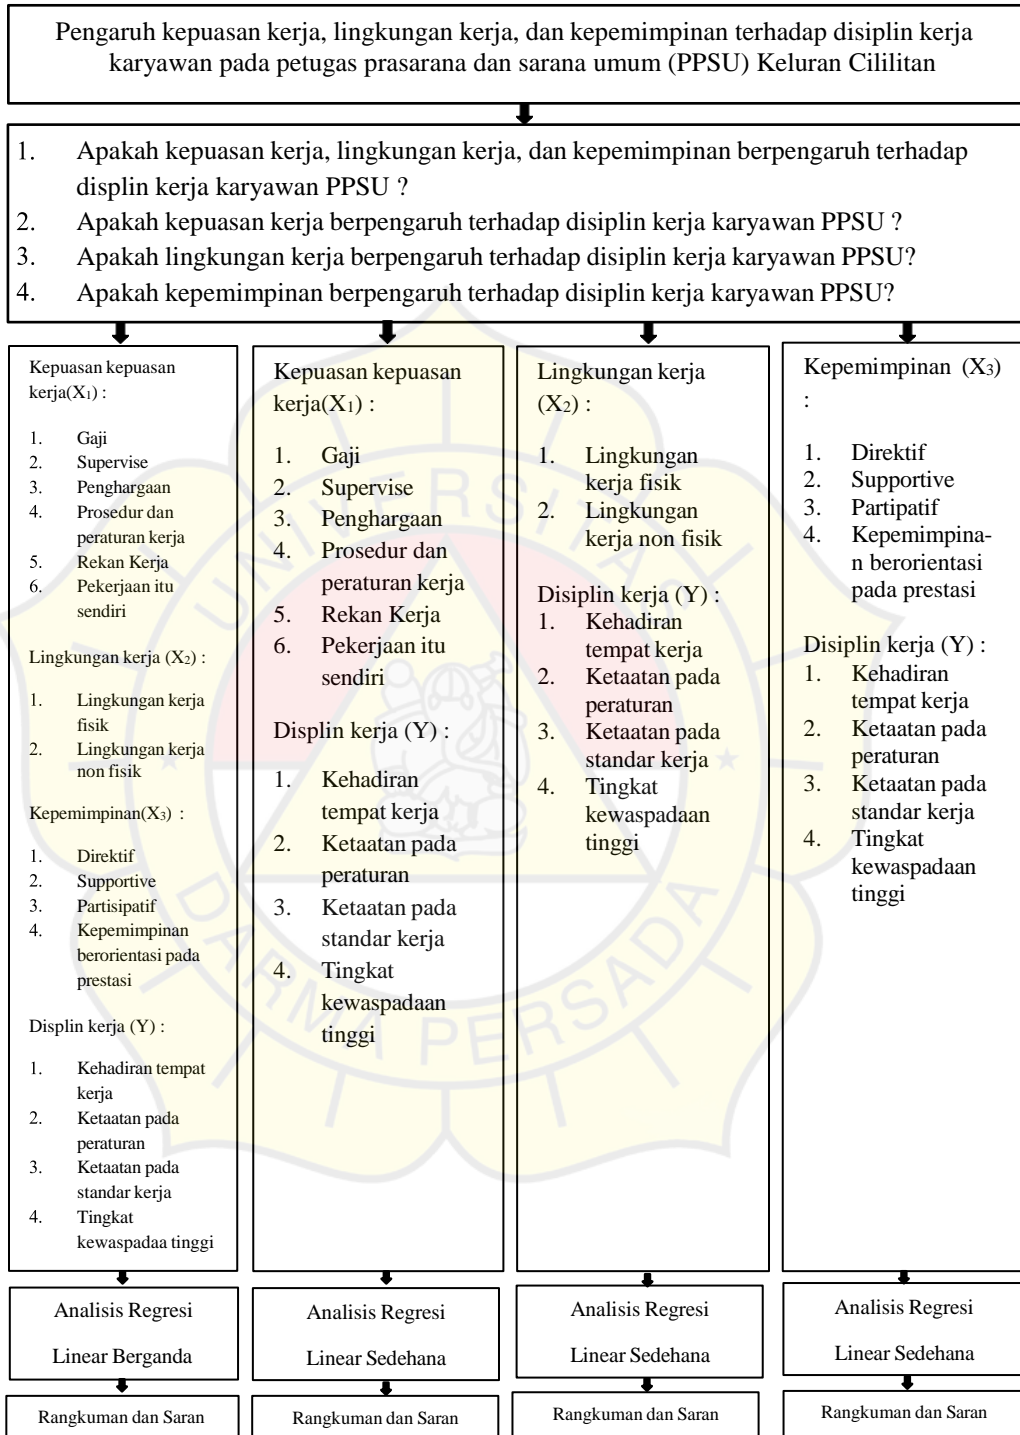 Pengaruh kepuasan kerja, lingkungan kerja, dan kepemimpinan terhadap disiplin kerja
karyawan pada petugas prasarana dan sarana umum (PPSU) Keluran Cililitan
1. Apakah kepuasan kerja, lingkungan kerja, dan kepemimpinan berpengaruh terhadap
displin kerja karyawan PPSU ?
2. Apakah kepuasan kerja berpengaruh terhadap disiplin kerja karyawan PPSU ?
3. Apakah lingkungan kerja berpengaruh terhadap disiplin kerja karyawan PPSU?
4. Apakah kepemimpinan berpengaruh terhadap disiplin kerja karyawan PPSU?
Kepuasan kepuasan
kerja(X1) :
1. Gaji
2. Supervise
3. Penghargaan
4. Prosedur dan
peraturan kerja
5. Rekan Kerja
6. Pekerjaan itu
sendiri
Lingkungan kerja (X2) :
1. Lingkungan kerja
fisik
2. Lingkungan kerja
non fisik
Kepemimpinan(X3) :
1. Direktif
2. Supportive
3. Partisipatif
4. Kepemimpinan
berorientasi pada
prestasi
Displin kerja (Y) :
1. Kehadiran tempat
kerja
2. Ketaatan pada
peraturan
3. Ketaatan pada
standar kerja
4. Tingkat
kewaspadaa tinggi
Kepuasan kepuasan
kerja(X1) :
1. Gaji
2. Supervise
3. Penghargaan
4. Prosedur dan
peraturan kerja
5. Rekan Kerja
6. Pekerjaan itu
sendiri
Displin kerja (Y) :
1. Kehadiran
tempat kerja
2. Ketaatan pada
peraturan
3. Ketaatan pada
standar kerja
4. Tingkat
kewaspadaan
tinggi
Lingkungan kerja
(X2) :
1. Lingkungan
kerja fisik
2. Lingkungan
kerja non fisik
Disiplin kerja (Y) :
1. Kehadiran
tempat kerja
2. Ketaatan pada
peraturan
3. Ketaatan pada
standar kerja
4. Tingkat
kewaspadaan
tinggi
Kepemimpinan (X3)
:
1. Direktif
2. Supportive
3. Partipatif
4. Kepemimpina-
n berorientasi
pada prestasi
Disiplin kerja (Y) :
1. Kehadiran
tempat kerja
2. Ketaatan pada
peraturan
3. Ketaatan pada
standar kerja
4. Tingkat
kewaspadaan
tinggi
Analisis Regresi
Linear Berganda
Analisis Regresi
Linear Sedehana
Analisis Regresi
Linear Sedehana
Analisis Regresi
Linear Sedehana
Rangkuman dan Saran
Rangkuman dan Saran
Rangkuman dan Saran
Rangkuman dan Saran
UNIVERSITAS
DARMA PERSADA